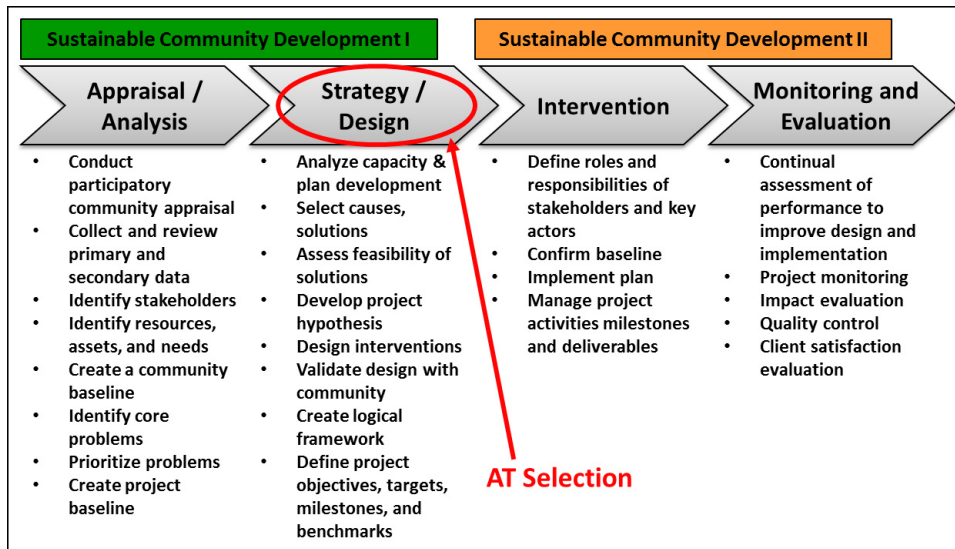 Sustainable Community Development I
Sustainable Community Development II
Appraisal /
Analysis
Strategy /
Design
Intervention
Monitoring and
Evaluation
• Conduct
participatory
community appraisal
• Collect and review
primary and
secondary data
• Identify stakeholders
• Identify resources,
assets, and needs
• Create a community
baseline
• Identify core
problems
• Prioritize problems
• Create project
baseline
• Analyze capacity &
plan development
• Select causes,
solutions
• Assess feasibility of
solutions
• Develop project
hypothesis
• Design interventions
• Validate design with
community
• Create logical
framework
• Define project
objectives, targets,
milestones, and
benchmarks
• Define roles and
responsibilities of
stakeholders and key
actors
• Confirm baseline
• Implement plan
• Manage project
activities milestones
and deliverables
• Continual
assessment of
performance to
improve design and
implementation
• Project monitoring
• Impact evaluation
• Quality control
• Client satisfaction
evaluation
AT Selection